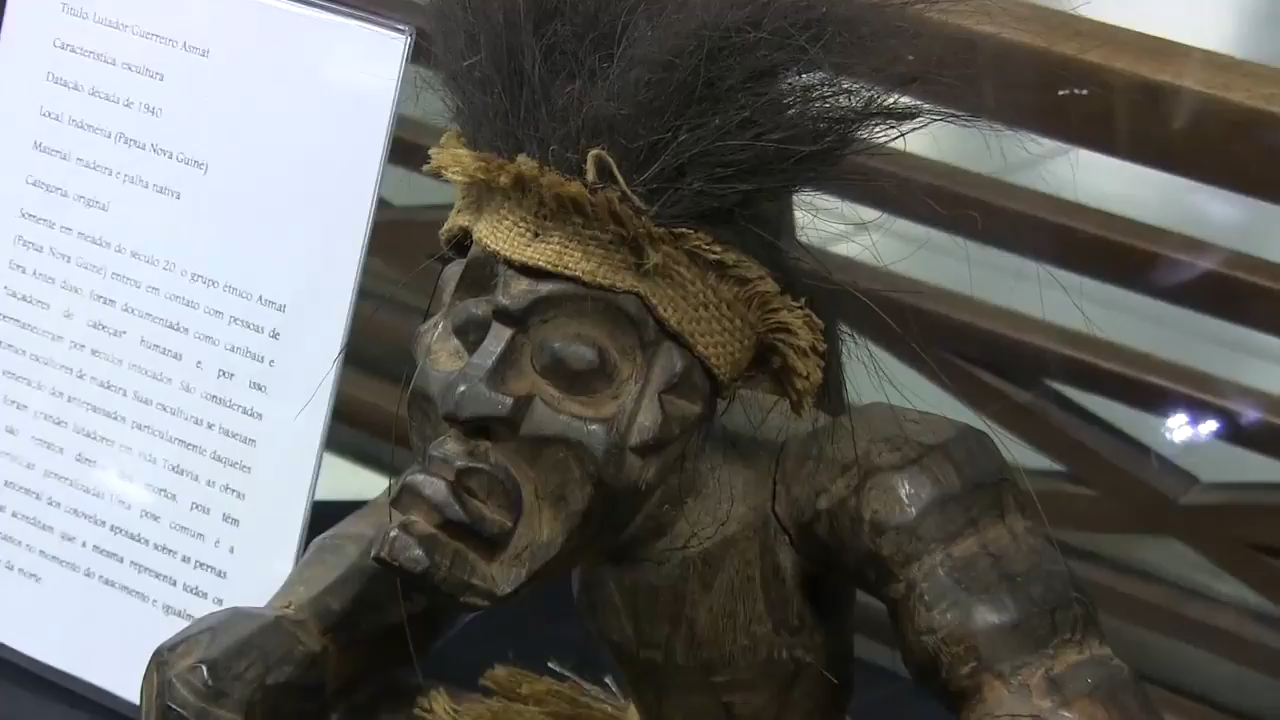 Título: Lutador/Guerreiro Asmat
Característica: escultura
Datação: década de 1940
Local: Indonésia (Papua Nova Guiné)
Material: madeira e palha nativa
Categoria: original
Somente em meados do século 20, o grupo étnico Asmat
(Papua Nova Guiné) entrou em contato com pessoas de
fora. Antes disso, foram documentados como canibais e
"caçadores de cabeças" humanas e, por isso,
permaneceram por séculos intocados. São considerados
escultores de madeira. Suas esculturas se baseiam
veneração dos antepassados, particularmente daqueles
foram grandes lutadores em vida. Todavia, as obras
são retratos mortos, pois têm
generalizadas. Uma pose comum é a
ancestral dos cotovelos apoiados sobre as pernas
acreditam que a mesma representa todos os
no momento do nascimento e, igualm
da morte.